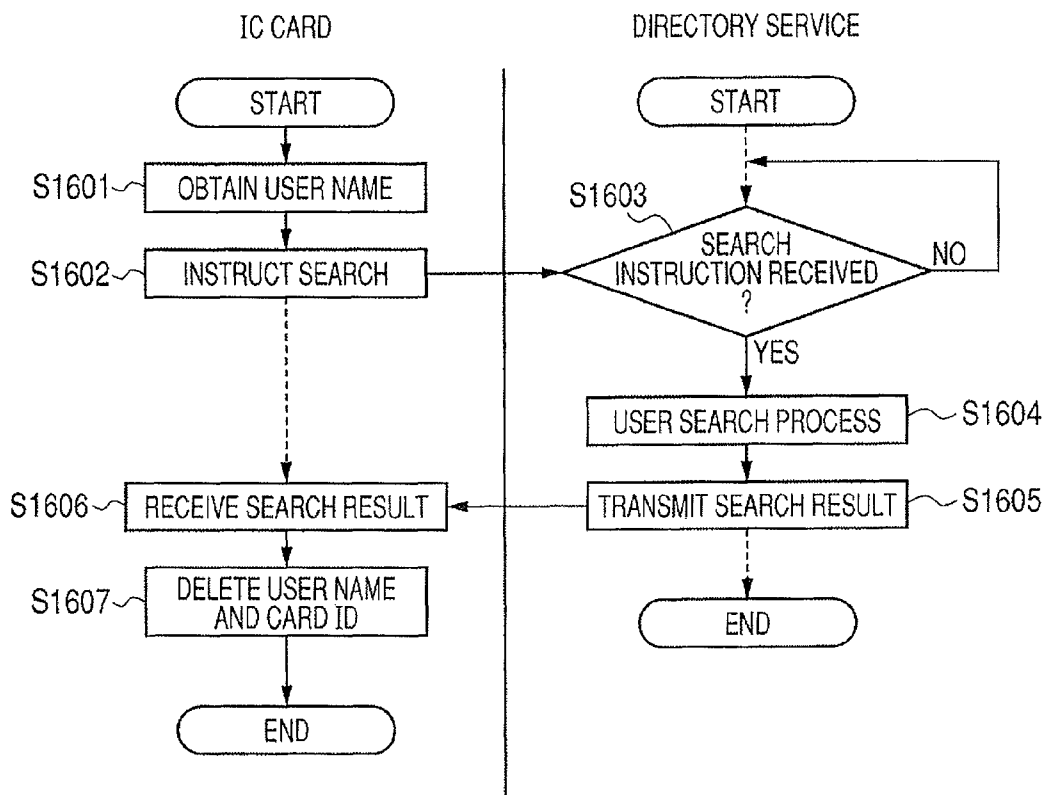 IC CARD
DIRECTORY SERVICE
START
START
S1601
OBTAIN USER NAME
S1603
S1602
INSTRUCT SEARCH
SEARCH
INSTRUCTION RECEIVED
?
NO
YES
USER SEARCH PROCESS
S1604
S1606
RECEIVE SEARCH RESULT
TRANSMIT SEARCH RESULT
S1605
S1607
DELETE USER NAME
AND CARD ID
END
END